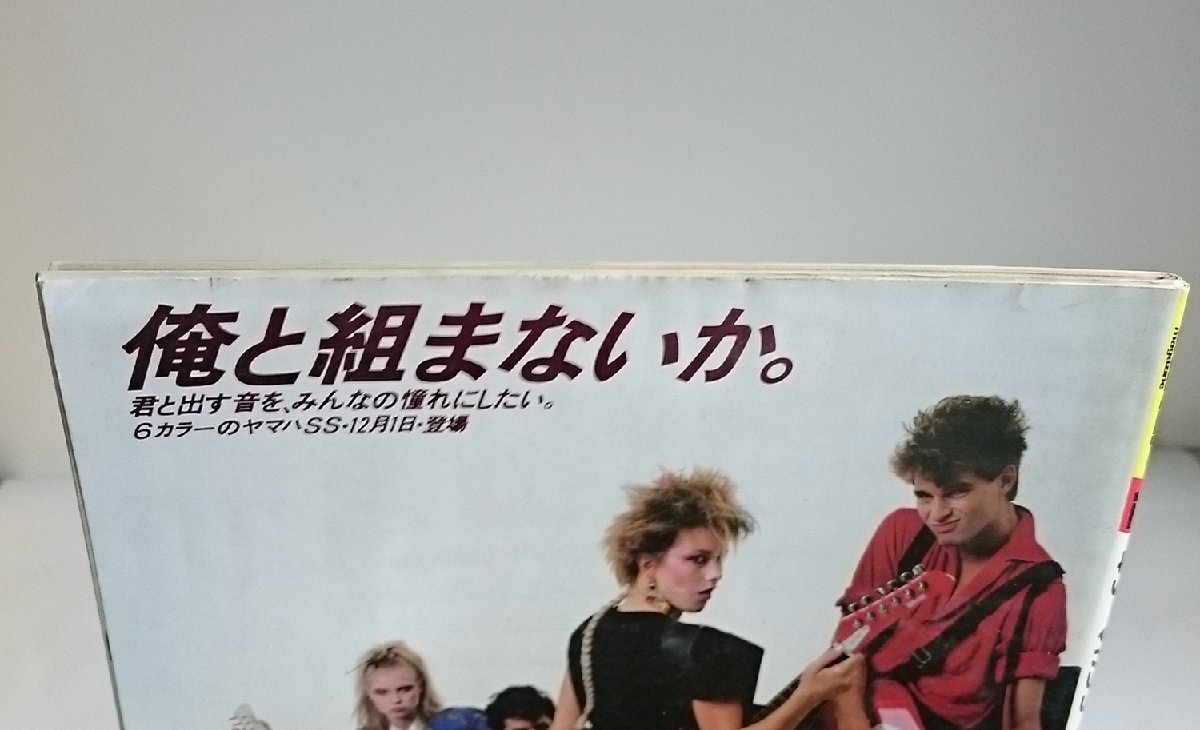 俺と組まないか。
君と出す音を、みんなの憧れにしたい。
6カラーのヤマハSS・12月1日・登場